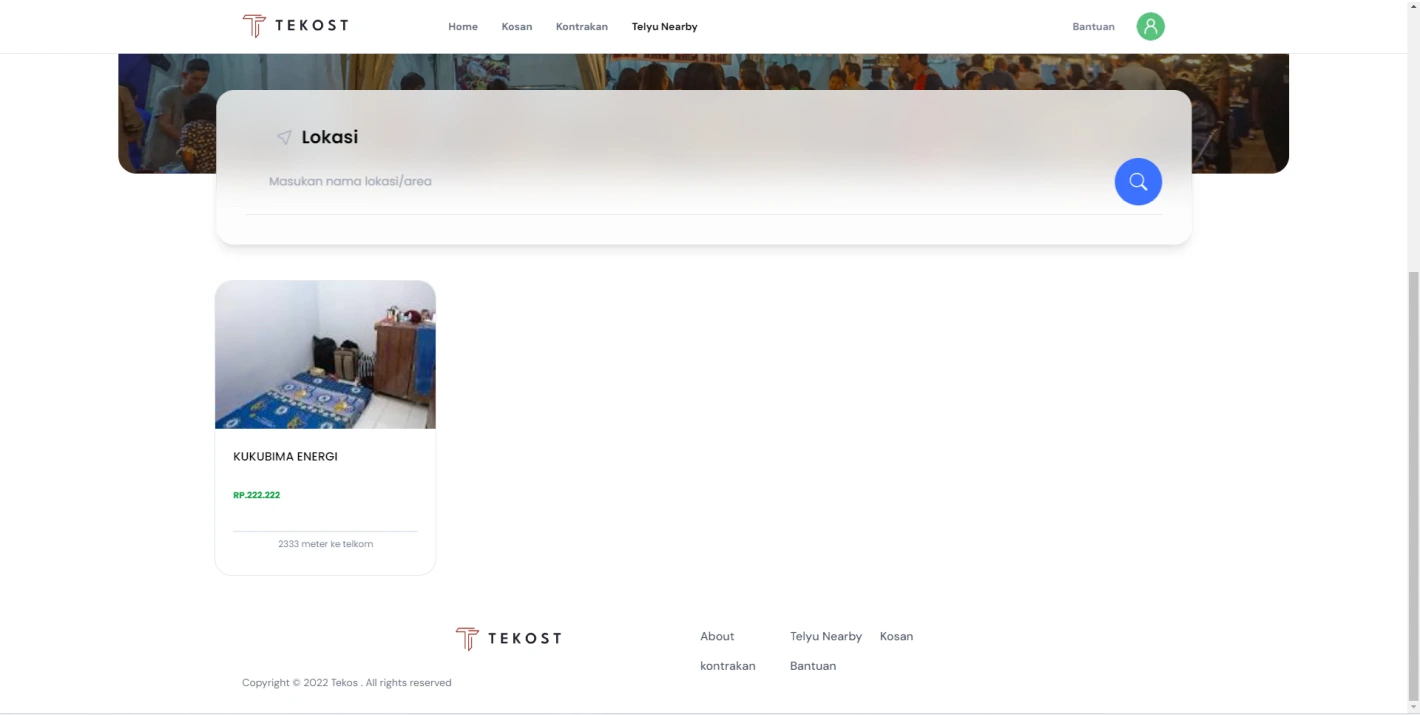 TEKOST
Home Kosan Kontrakan Telyu Nearby Bantuan
Lokasi
Masukan nama lokasi/area
KUKUBIMA ENERGI
RP.222.222
2333 meter ke telkom
TEKOST
About Telyu Nearby Kosan
kontrakan Bantuan
Copyright © 2022 Tekos . All rights reserved